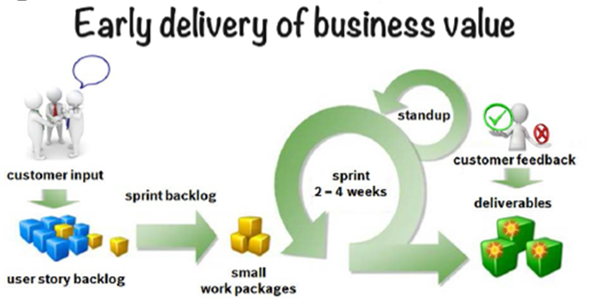 Early delivery of business value
customer input
user story backlog
sprint backlog
small
work packages
sprint
2 – 4 weeks
standup
customer feedback
deliverables